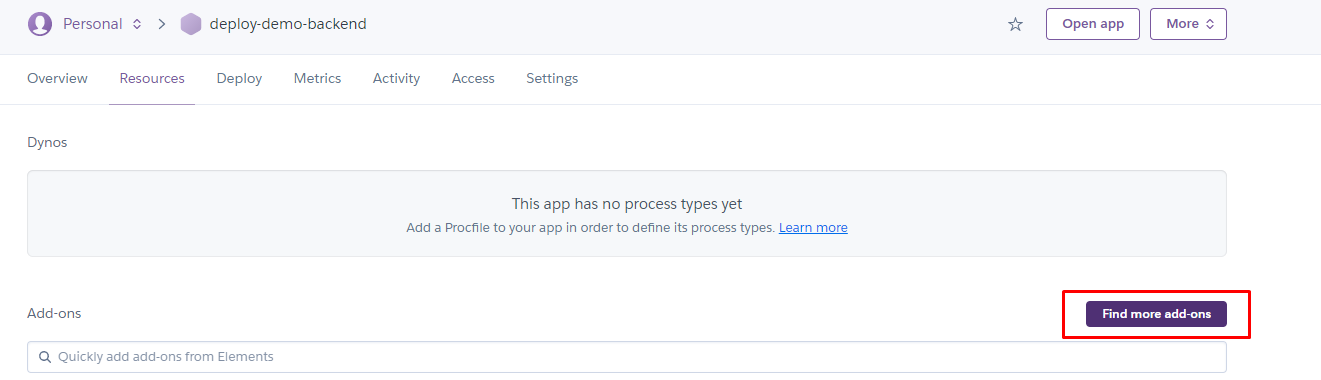 Personal deploy-demo-backend Open app More
Overview Resources Deploy Metrics Activity Access Settings
Dynos
This app has no process types yet
Add a Procfile to your app in order to define its process types. Learn more
Add-ons Find more add-ons
Quickly add add-ons from Elements